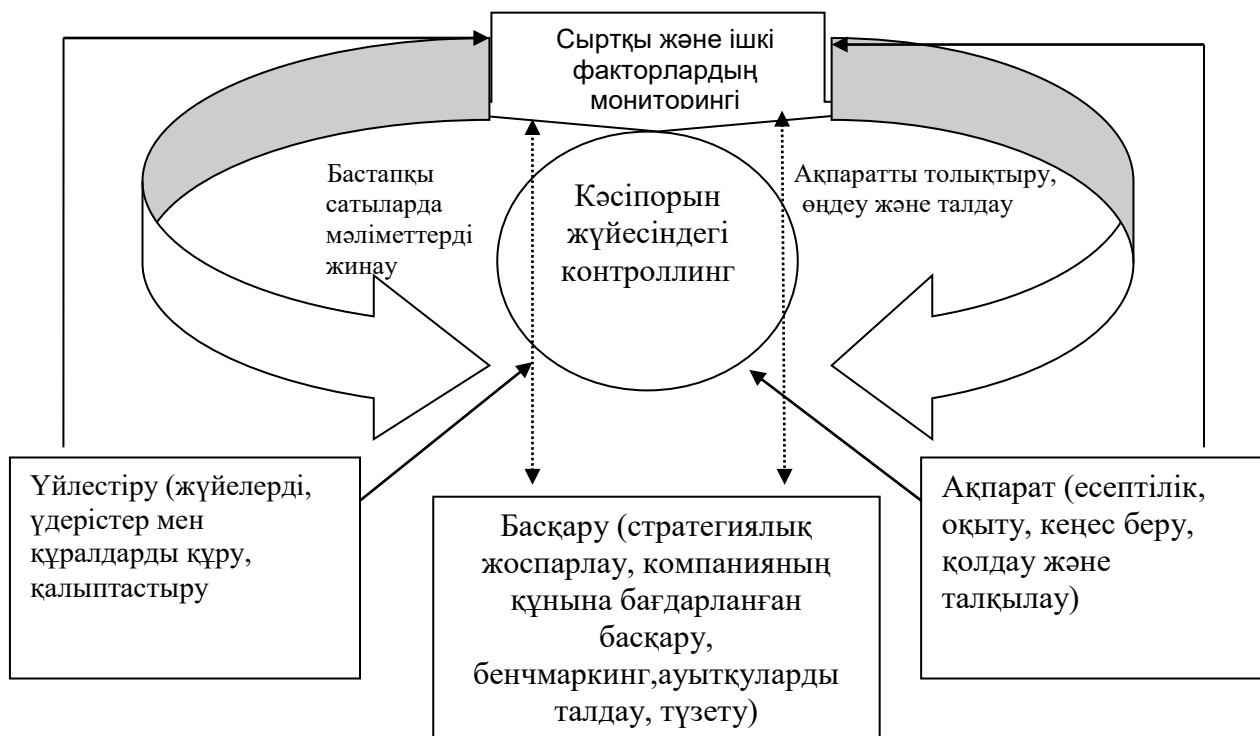 Сыртқы және ішкі
факторлардың
мониторингі
Бастапқы
сатыларда
мәліметтерді
жинау
Кәсіпорын
жүйесіндегі
контроллинг
Ақпаратты толықтыру,
өңдеу және талдау
Үйлестіру (жүйелерді,
үдерістер мен
құралдарды құру,
қалыптастыру
Басқару (стратегиялық
жоспарлау, компанияның
құнына бағдарланған
басқару,
бенчмаркинг,ауытқуларды
талдау, түзету)
Ақпарат (есептілік,
оқыту, кеңес беру,
қолдау және
талқылау)